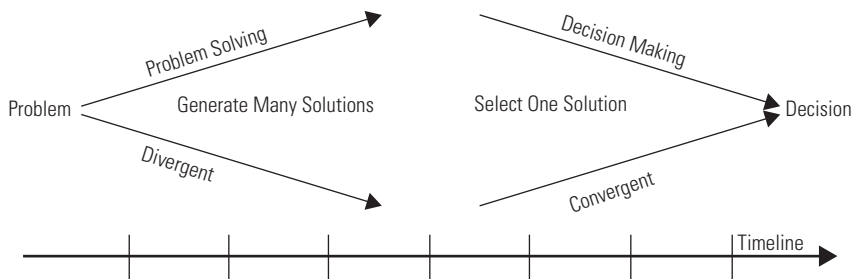 Problem Solving
Decision Making
Problem
Generate Many Solutions
Select One Solution
Decision
Divergent
Convergent
Timeline